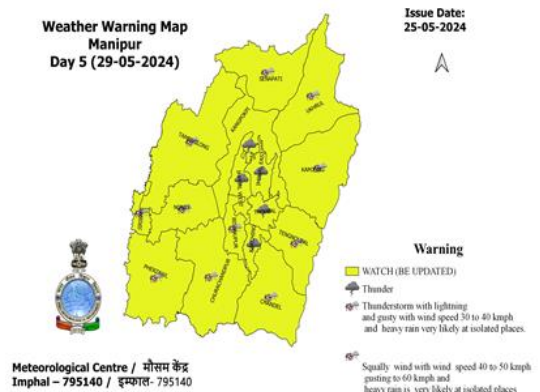 Weather Warning Map
Manipur
Day 5 (29-05-2024)
Issue Date:
25-05-2024
SENAPATI
UKHRUL
KANGPOKPI
TAMENGLONG
KAMJONG
NONEY
TENGNOUPAL
PHERZAWL
CHURACHANDPUR
CHANDEL
Warning
WATCH (BE UPDATED)
Thunder
Thunderstorm with lightning
and gusty with wind speed 30 to 40 kmph
and heavy rain very likely at isolated places.
Squally wind with wind speed 40 to 50 kmph
gusting to 60 kmph and
heavy rain is very likely at isolated places
Meteorological Centre / मौसम केंद्र
Imphal – 795140 / इम्फाल- 795140